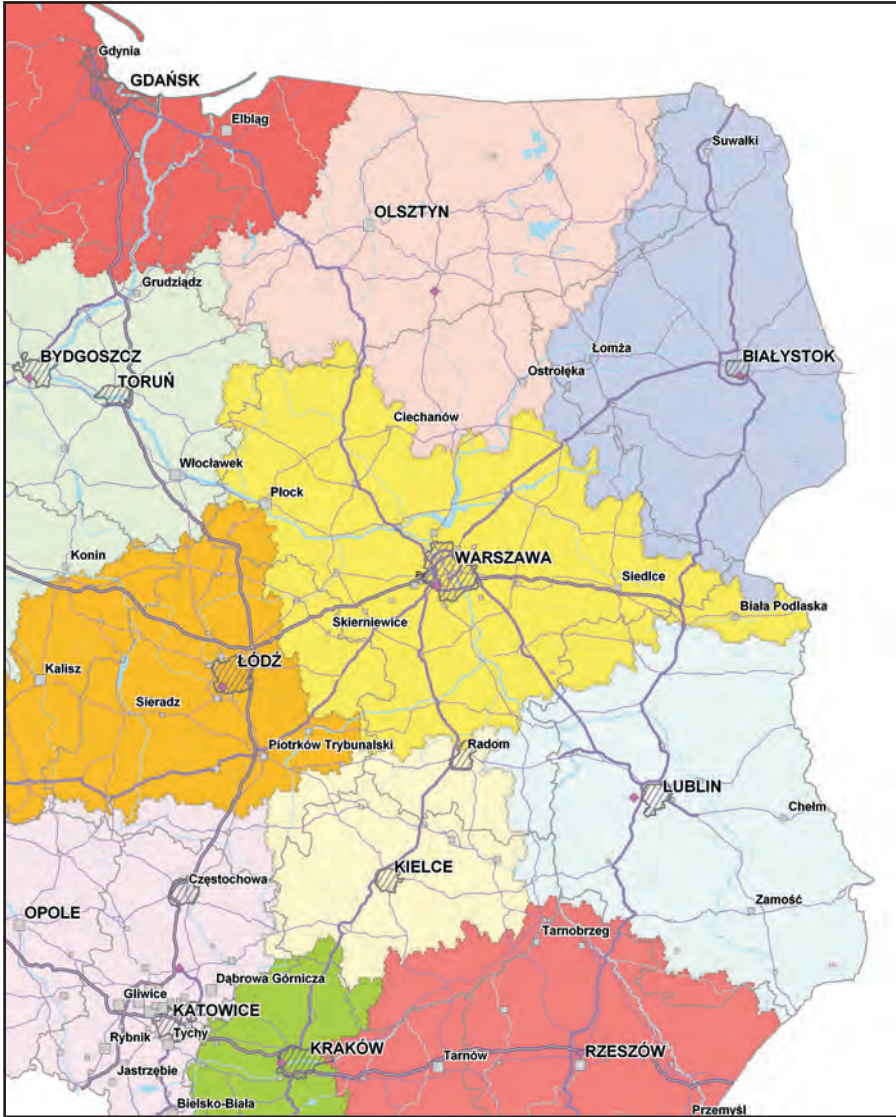 Gdynia
GDAŃSK
Elbląg
Suwałki
OLSZTYN
Grudziądz
BYDGOSZCZ
TORUŃ
Łomża
BIAŁYSTOK
Ostrołęka
Ciechanów
Włocławek
Płock
Konin
WARSZAWA
Siedlce
Biała Podlaska
Skierniewice
Kalisz
ŁÓDŹ
Sieradz
Piotrków Trybunalski
Radom
LUBLIN
Chełm
Częstochowa
KIELCE
OPOLE
Zamość
Tarnobrzeg
Dąbrowa Górnicza
Gliwice
KATOWICE
Tychy
Rybnik
KRAKÓW
Tarnów
RZESZÓW
Jastrzębie
Bielsko-Biała
Przemyśl